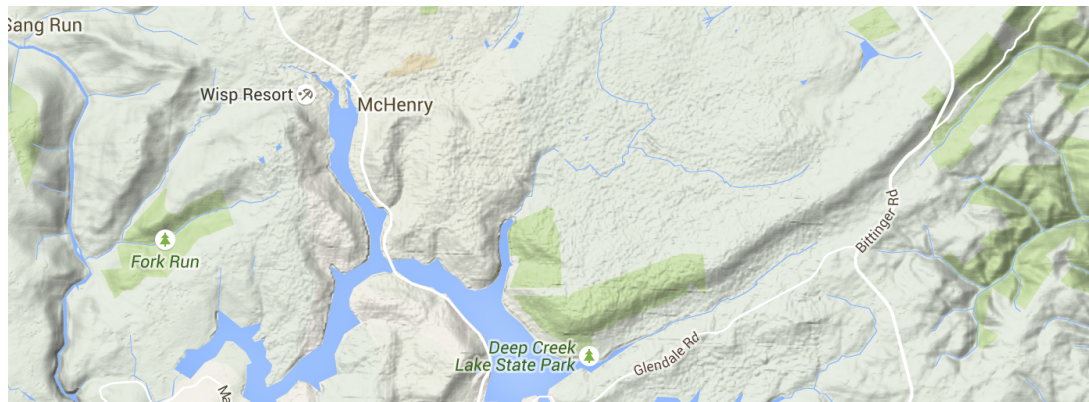 Sang Run
Wisp Resort
McHenry
Fork Run
Bittinger Rd
Deep Creek
Lake State Park
Glendale Rd